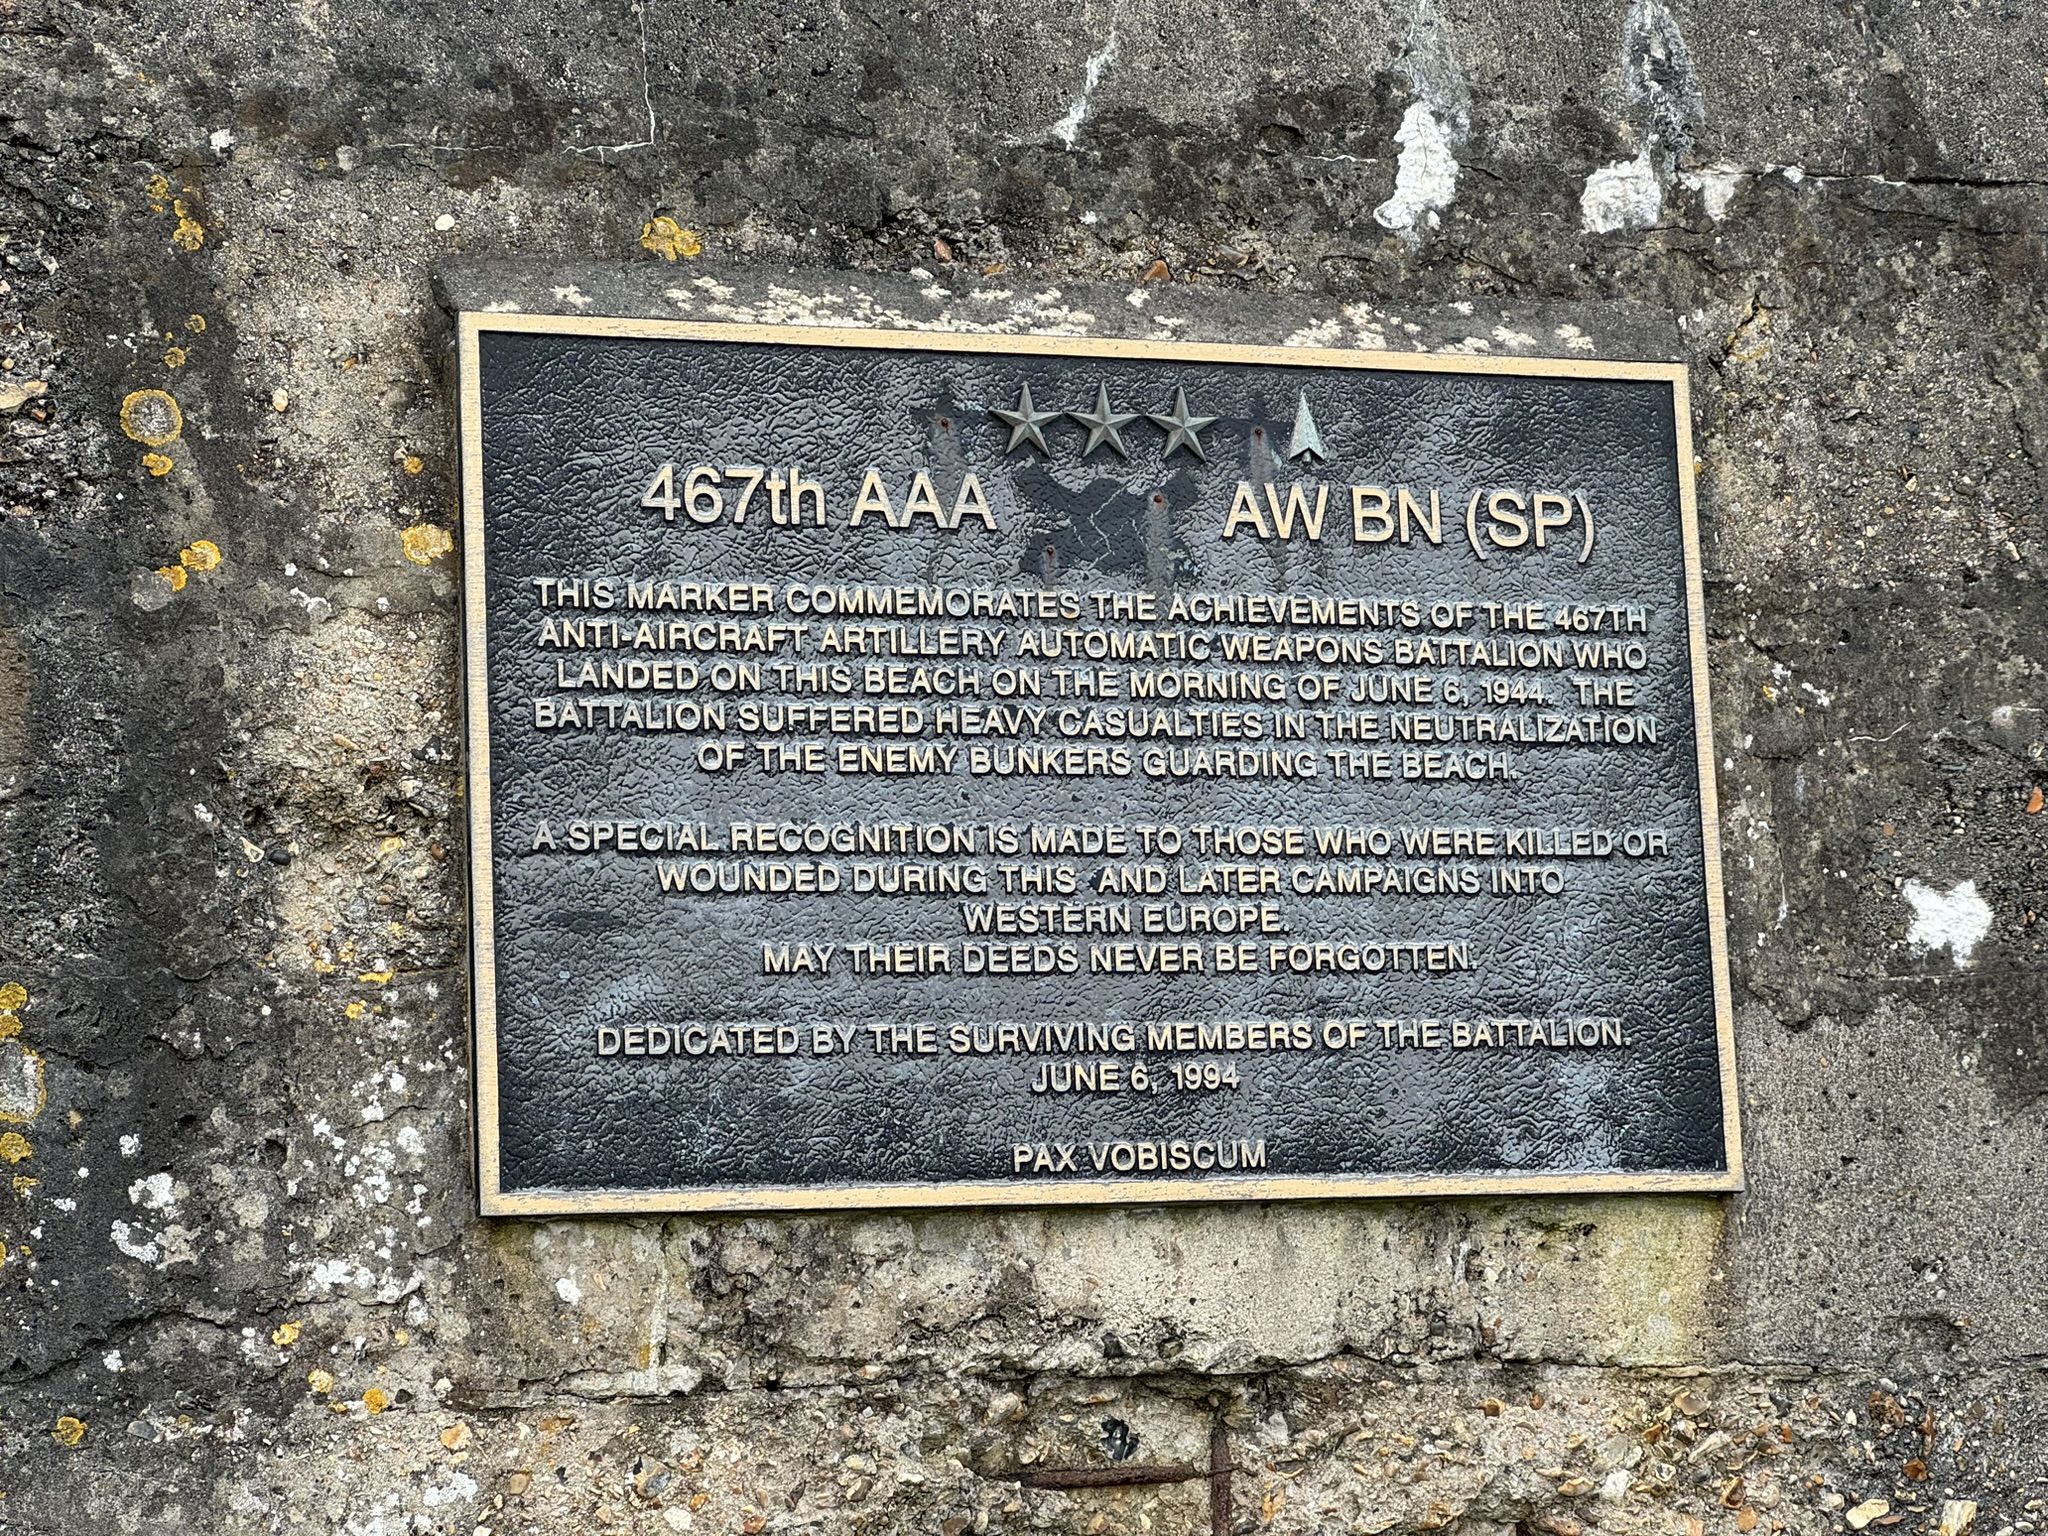 467th AAA AW BN (SP)
THIS MARKER COMMEMORATES THE ACHIEVEMENTS OF THE 467TH
ANTI-AIRCRAFT ARTILLERY AUTOMATIC WEAPONS BATTALION WHO
LANDED ON THIS BEACH ON THE MORNING OF JUNE 6, 1944. THE
BATTALION SUFFERED HEAVY CASUALTIES IN THE NEUTRALIZATION
OF THE ENEMY BUNKERS GUARDING THE BEACH.
A SPECIAL RECOGNITION IS MADE TO THOSE WHO WERE KILLED OR
WOUNDED DURING THIS AND LATER CAMPAIGNS INTO
WESTERN EUROPE.
MAY THEIR DEEDS NEVER BE FORGOTTEN.
DEDICATED BY THE SURVIVING MEMBERS OF THE BATTALION.
JUNE 6, 1994
PAX VOBISCUM